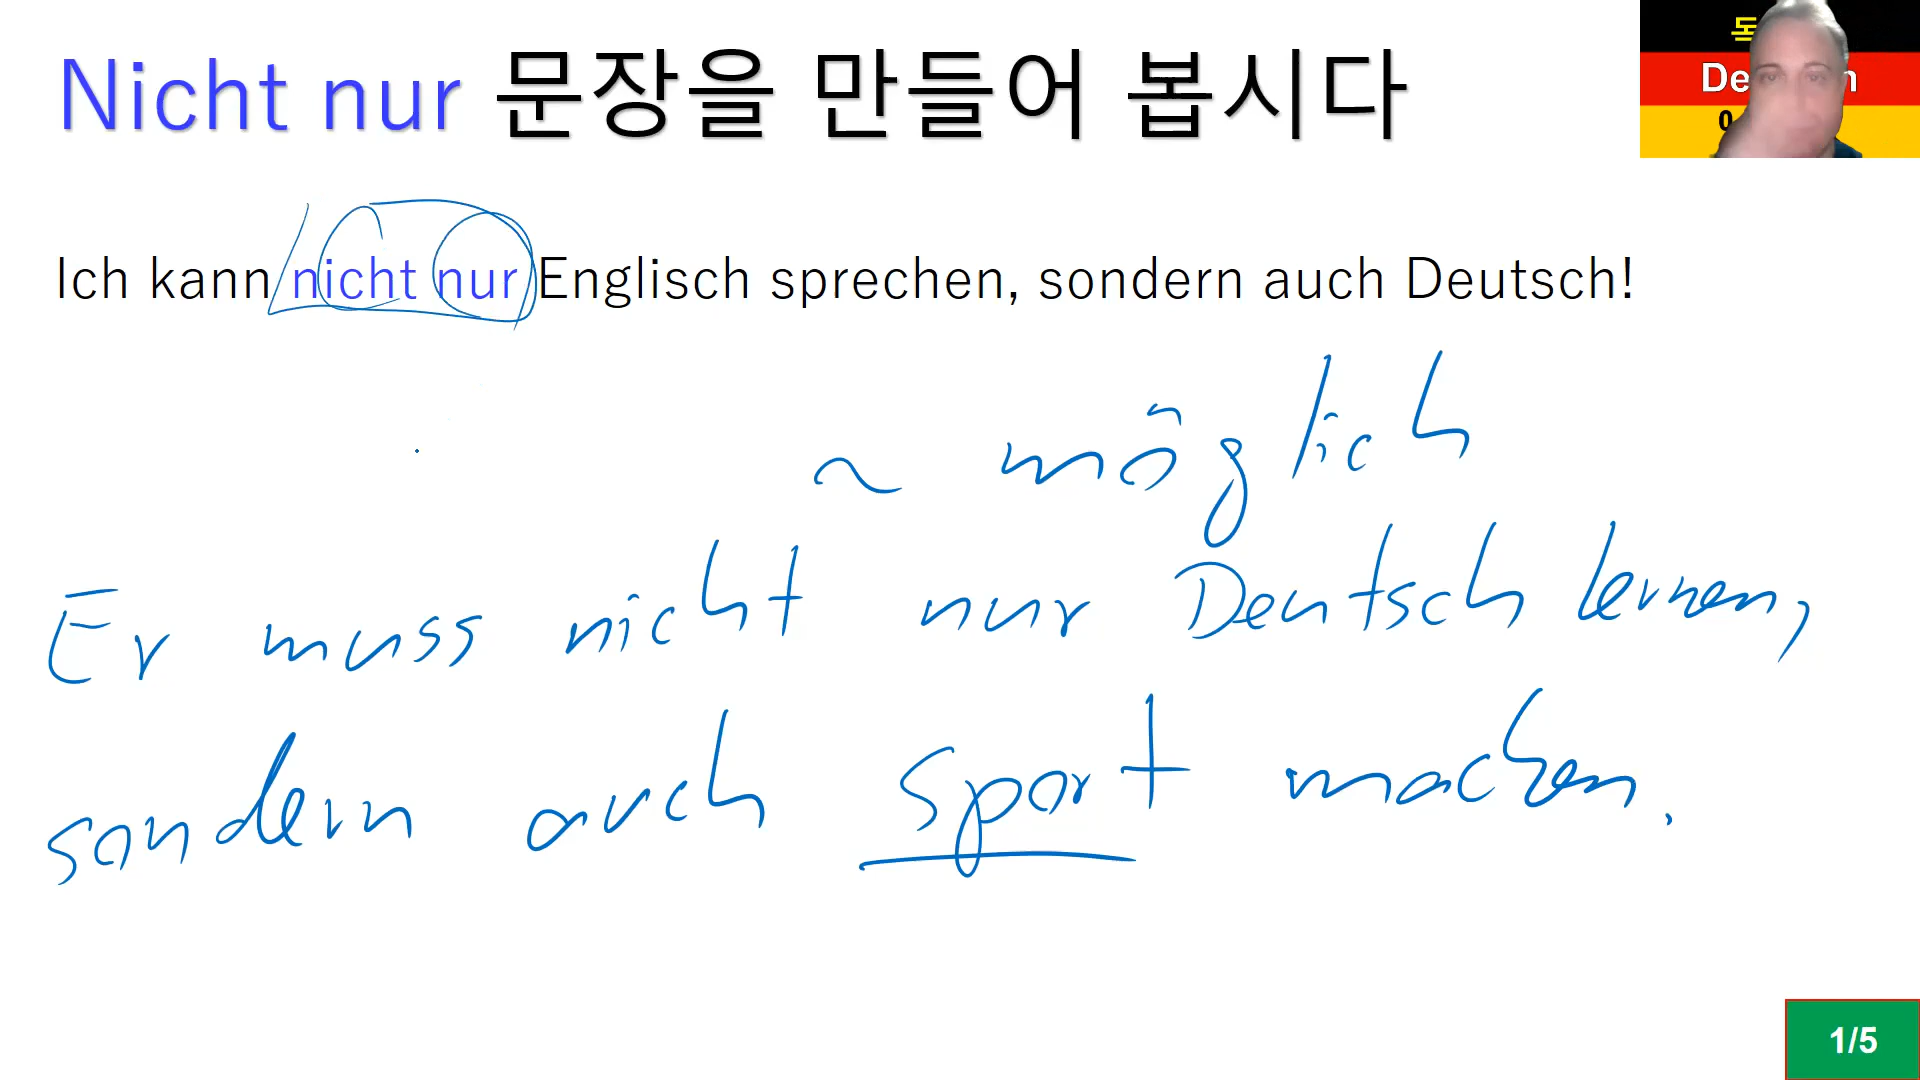 Nicht nur 문장을 만들어 봅시다
Ich kann nicht nur Englisch sprechen, sondern auch Deutsch!
~ möglich
Er muss nicht nur Deutsch lernen,
sondern auch Sport machen.
1/5